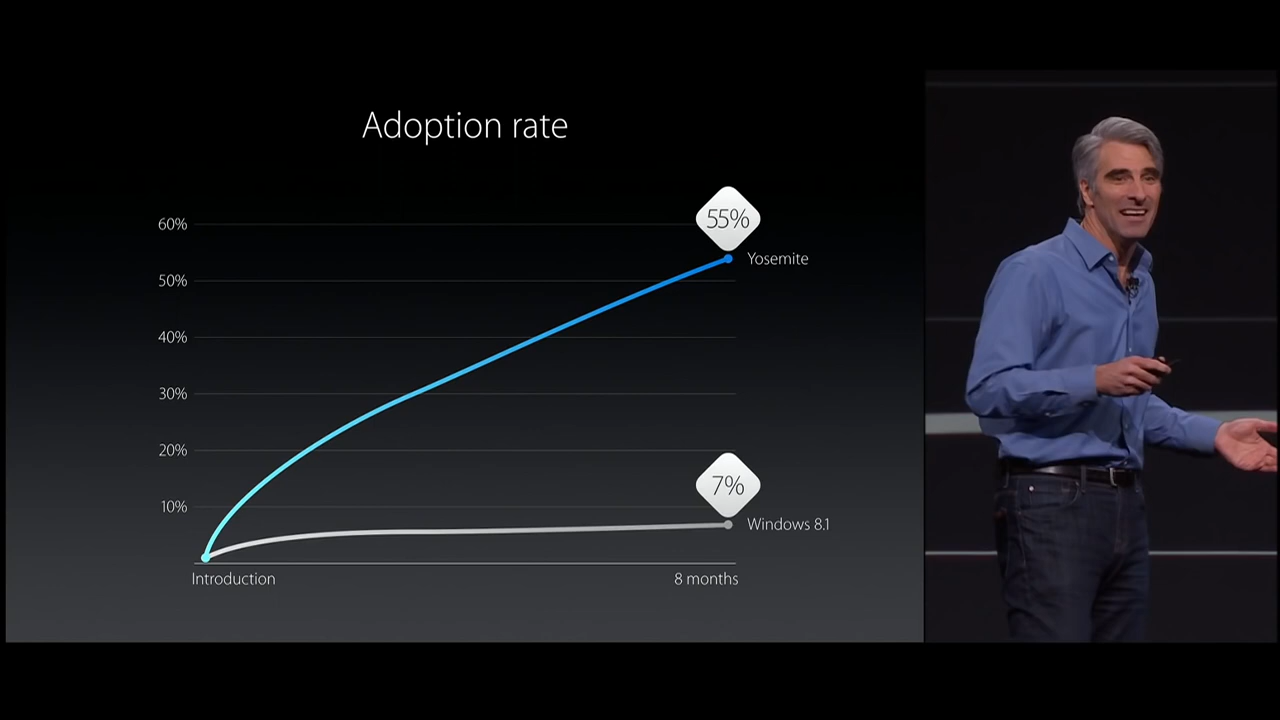 Adoption rate
60%
55%
Yosemite
50%
40%
30%
20%
7%
10%
Windows 8.1
Introduction
8 months